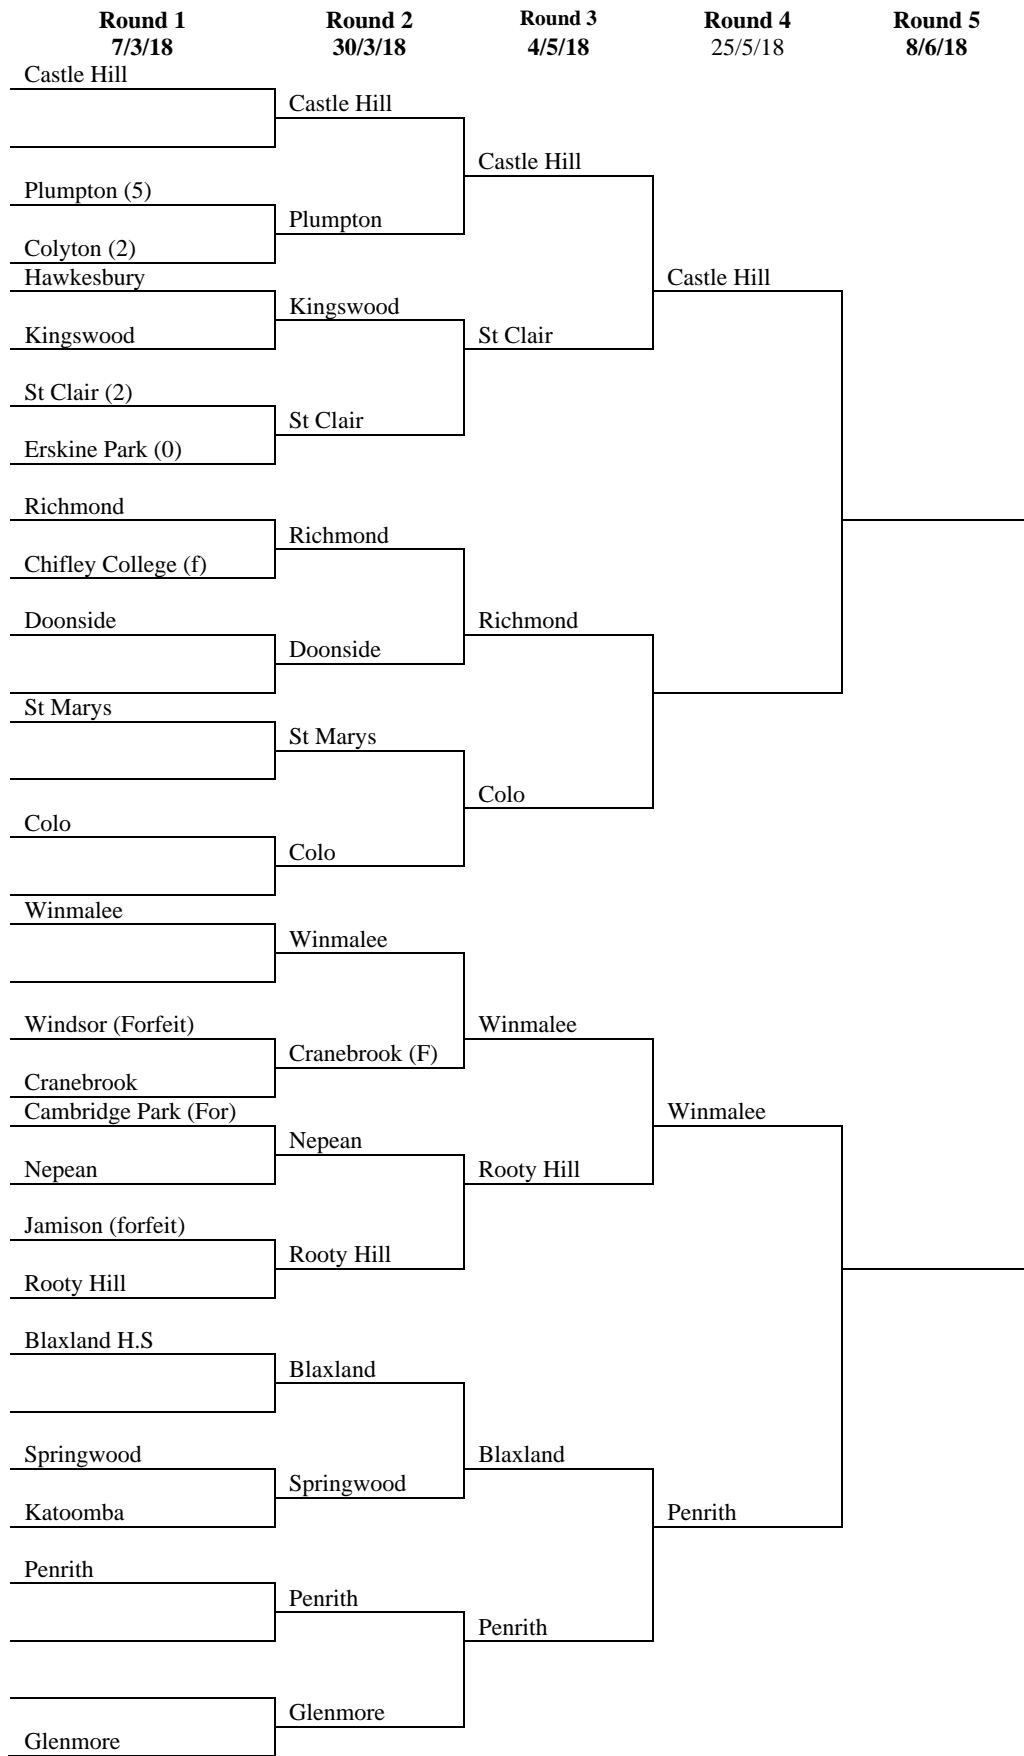 Round 1 Round 2 Round 3 Round 4 Round 5
7/3/18 30/3/18 4/5/18 25/5/18 8/6/18
Castle Hill
Castle Hill
Castle Hill
Plumpton (5)
Plumpton
Colyton (2)
Hawkesbury
Castle Hill
Kingswood
Kingswood
St Clair
St Clair (2)
St Clair
Erskine Park (0)
Richmond
Richmond
Chifley College (f)
Doonside
Richmond
Doonside
St Marys
St Marys
Colo
Colo
Colo
Winmalee
Winmalee
Windsor (Forfeit)
Winmalee
Cranebrook (F)
Cranebrook
Cambridge Park (For)
Winmalee
Nepean
Nepean
Rooty Hill
Jamison (forfeit)
Rooty Hill
Rooty Hill
Blaxland H.S
Blaxland
Springwood
Blaxland
Springwood
Katoomba
Penrith
Penrith
Penrith
Penrith
Glenmore
Glenmore